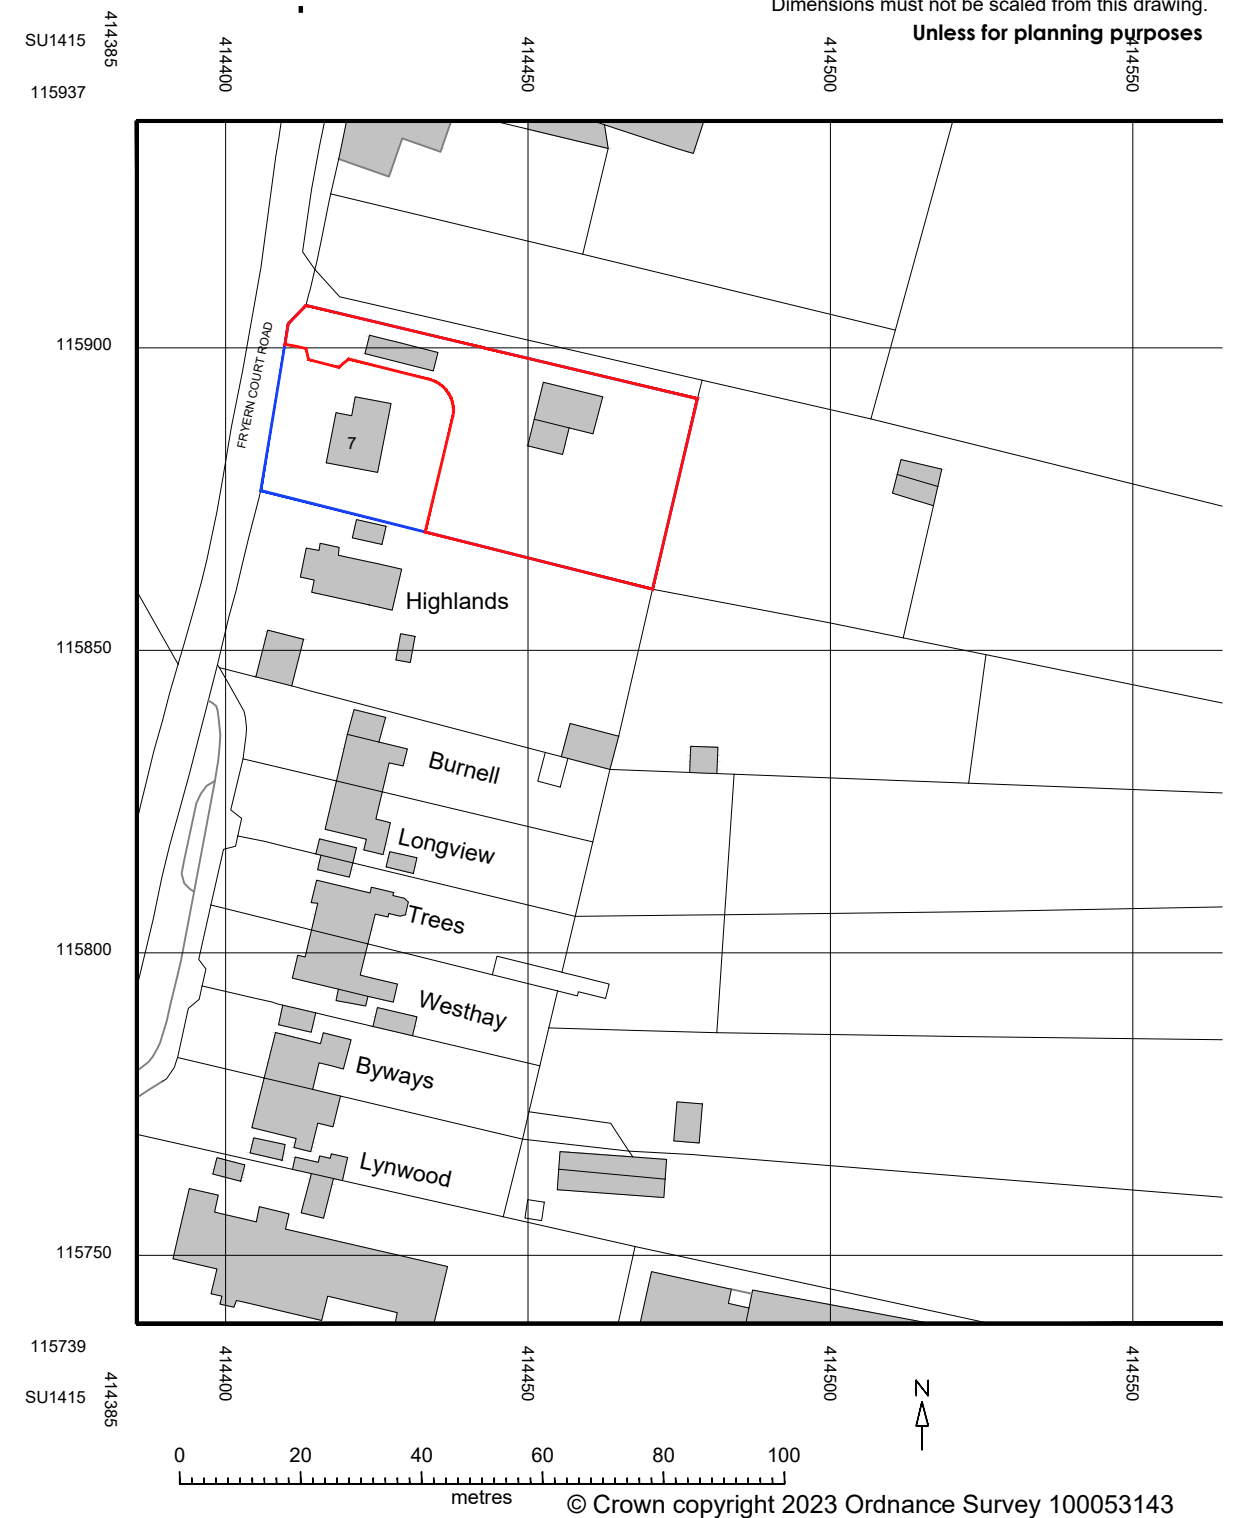 Dimensions must not be scaled from this drawing.
Unless for planning purposes
SU1415
414385
414400
414450
414500
414550
115937
115900
FRYERN COURT ROAD
7
Highlands
115850
Burnell
Longview
Trees
115800
Westhay
Byways
Lynwood
115750
115739
SU1415
414385
414400
414450
414500
414550
N
0 20 40 60 80 100
metres
© Crown copyright 2023 Ordnance Survey 100053143